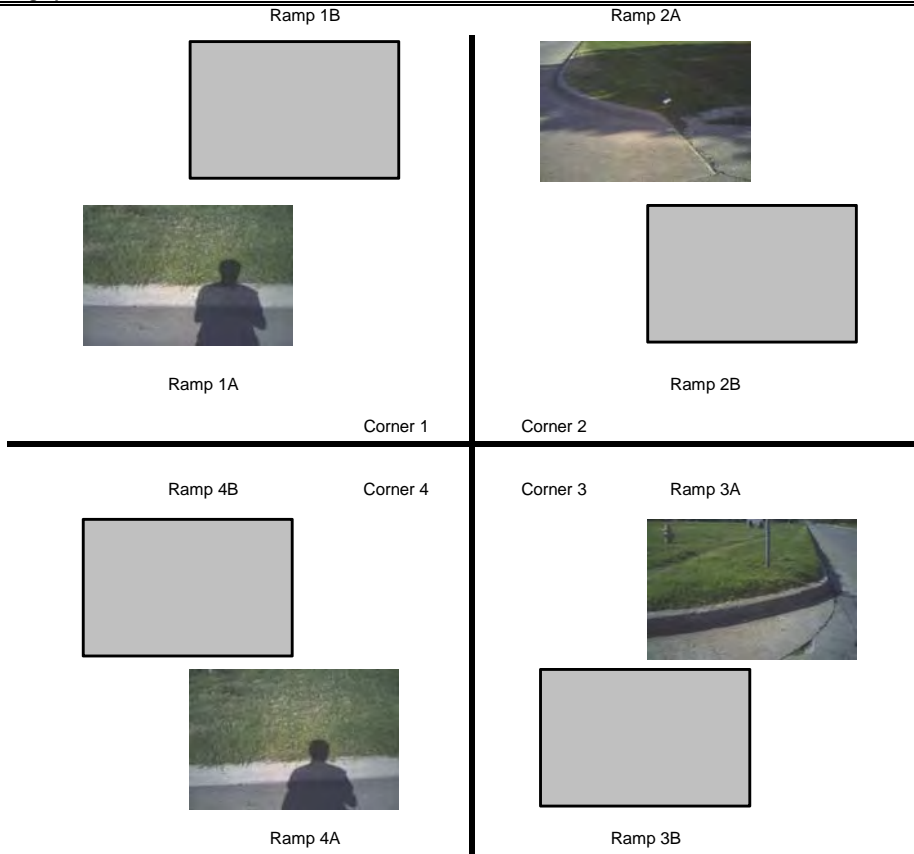 Ramp 1B Ramp 2A
Ramp 1A Ramp 2B
Corner 1 Corner 2
Ramp 4B Corner 4 Corner 3 Ramp 3A
Ramp 4A Ramp 3B